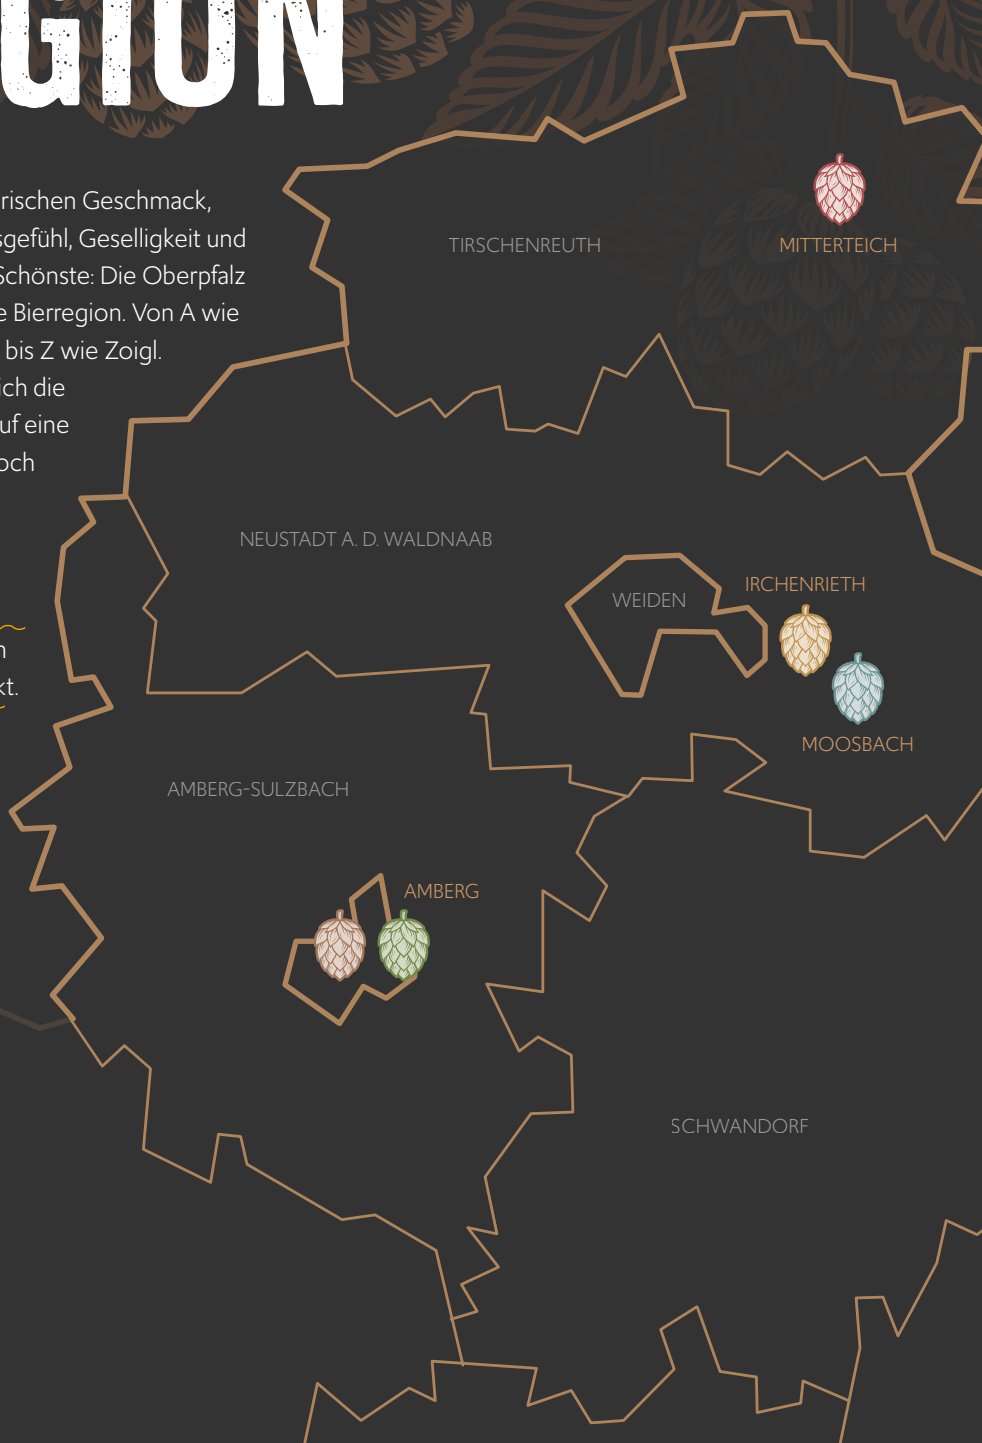 GION
rischen Geschmack,
sgefühl, Geselligkeit und
Schönste: Die Oberpfalz
e Bierregion. Von A wie
bis Z wie Zoigl.
ich die
uf eine
och
n
kt.
TIRSCHENREUTH
MITTERTEICH
NEUSTADT A. D. WALDNAAB
WEIDEN
IRCHENRIETH
MOOSBACH
AMBERG-SULZBACH
AMBERG
SCHWANDORF